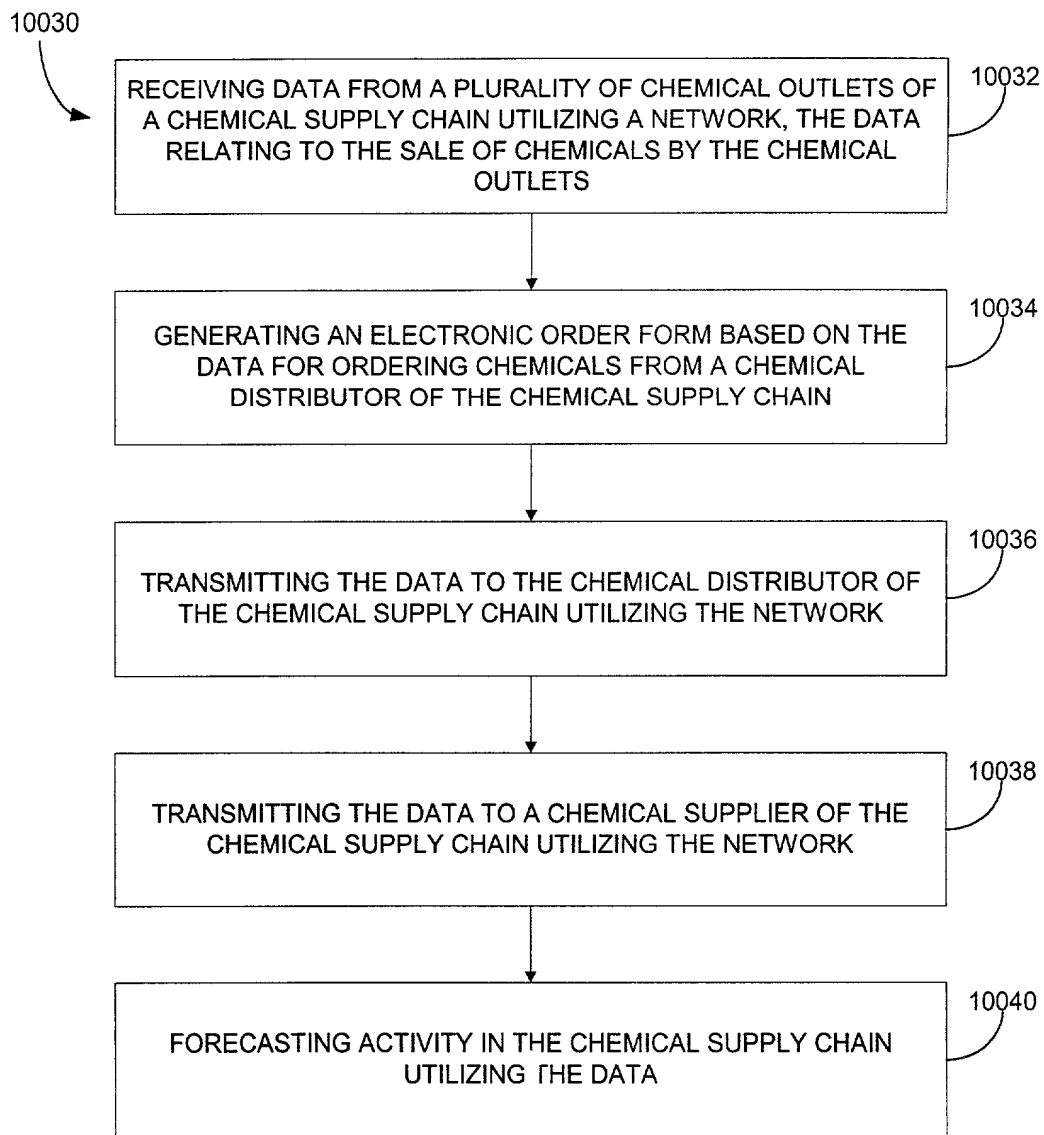 10030
RECEIVING DATA FROM A PLURALITY OF CHEMICAL OUTLETS OF
A CHEMICAL SUPPLY CHAIN UTILIZING A NETWORK, THE DATA
RELATING TO THE SALE OF CHEMICALS BY THE CHEMICAL
OUTLETS
10032
GENERATING AN ELECTRONIC ORDER FORM BASED ON THE
DATA FOR ORDERING CHEMICALS FROM A CHEMICAL
DISTRIBUTOR OF THE CHEMICAL SUPPLY CHAIN
10034
TRANSMITTING THE DATA TO THE CHEMICAL DISTRIBUTOR OF
THE CHEMICAL SUPPLY CHAIN UTILIZING THE NETWORK
10036
TRANSMITTING THE DATA TO A CHEMICAL SUPPLIER OF THE
CHEMICAL SUPPLY CHAIN UTILIZING THE NETWORK
10038
FORECASTING ACTIVITY IN THE CHEMICAL SUPPLY CHAIN
UTILIZING THE DATA
10040